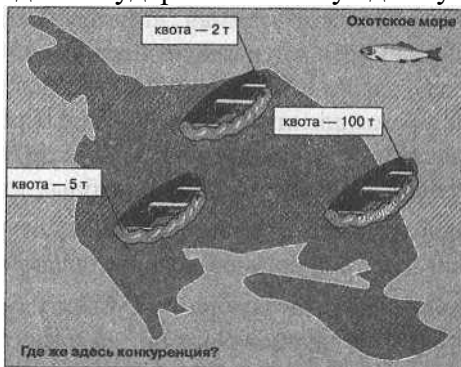 Охотское море
квота — 2 т
квота — 100 т
квота — 5 т
Где же здесь конкуренция?